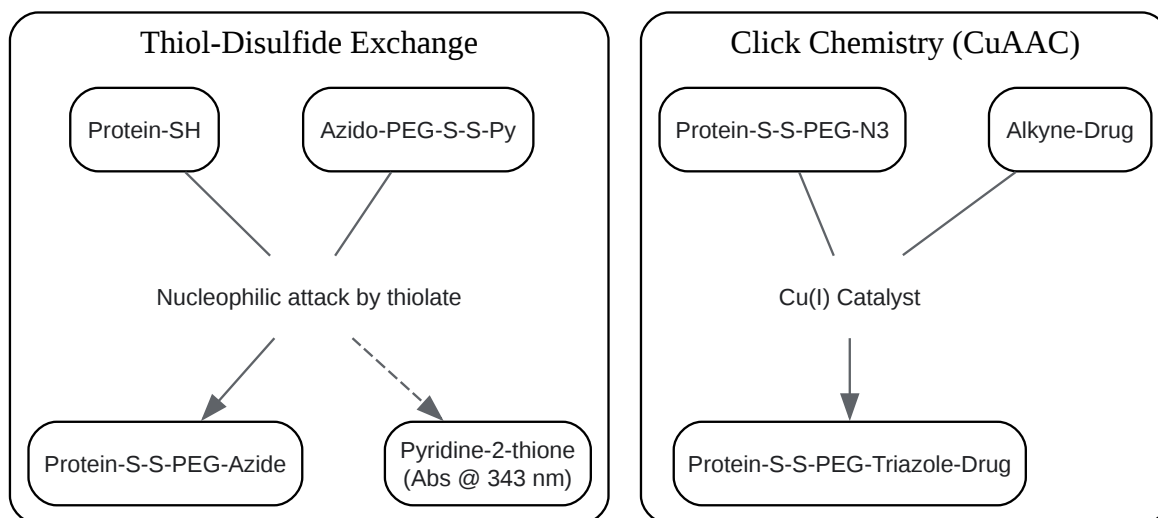 Thiol-Disulfide Exchange
Protein-SH
Azido-PEG-S-S-Py
Nucleophilic attack by thiolate
Protein-S-S-PEG-Azide
Pyridine-2-thione
(Abs @ 343 nm)
Click Chemistry (CuAAC)
Protein-S-S-PEG-N3
Alkyne-Drug
Cu(I) Catalyst
Protein-S-S-PEG-Triazole-Drug